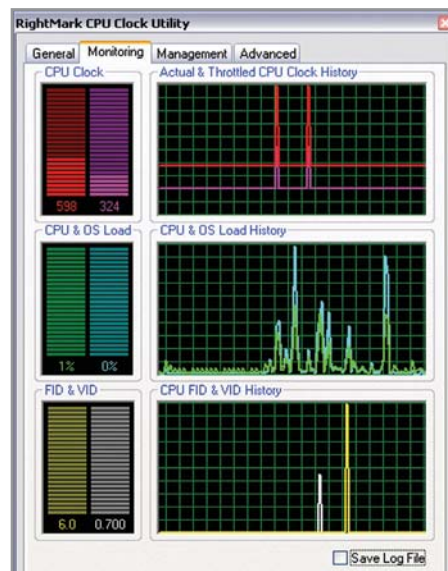 RightMark CPU Clock Utility
General Monitoring Management Advanced
CPU Clock
Actual & Throttled CPU Clock History
598 324
CPU & OS Load
CPU & OS Load History
1% 0%
FID & VID
CPU FID & VID History
6.0 0.700
Save Log File